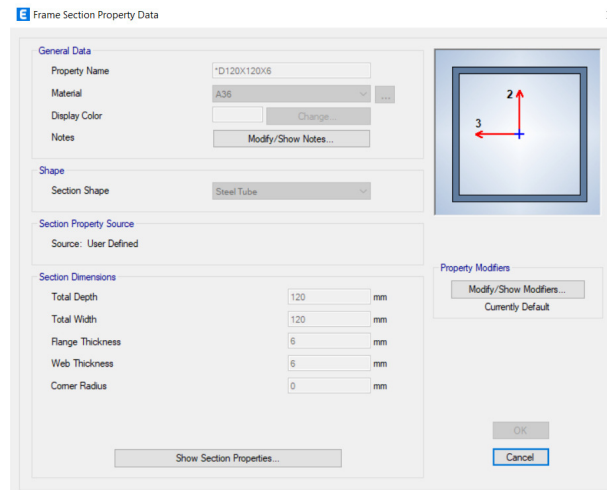 E Frame Section Property Data
General Data
Property Name *D120X120X6
Material A36 ...
Display Color Change...
Notes Modify/Show Notes...
Shape
Section Shape Steel Tube
Section Property Source
Source: User Defined
Section Dimensions
Total Depth 120 mm
Total Width 120 mm
Flange Thickness 6 mm
Web Thickness 6 mm
Corner Radius 0 mm
Show Section Properties...
2
3
Property Modifiers
Modify/Show Modifiers...
Currently Default
OK
Cancel